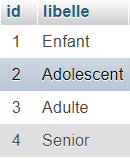 id libelle
1 Enfant
2 Adolescent
3 Adulte
4 Senior